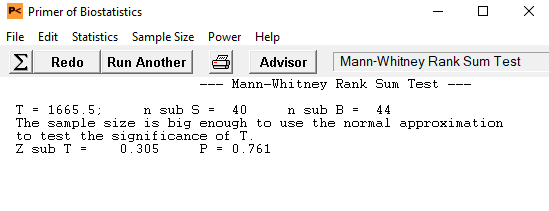 P< Primer of Biostatistics
File Edit Statistics Sample Size Power Help
Σ Redo Run Another Advisor Mann-Whitney Rank Sum Test
--- Mann-Whitney Rank Sum Test ---
T = 1665.5; n sub S = 40 n sub B = 44
The sample size is big enough to use the normal approximation
to test the significance of T.
Z sub T = 0.305 P = 0.761